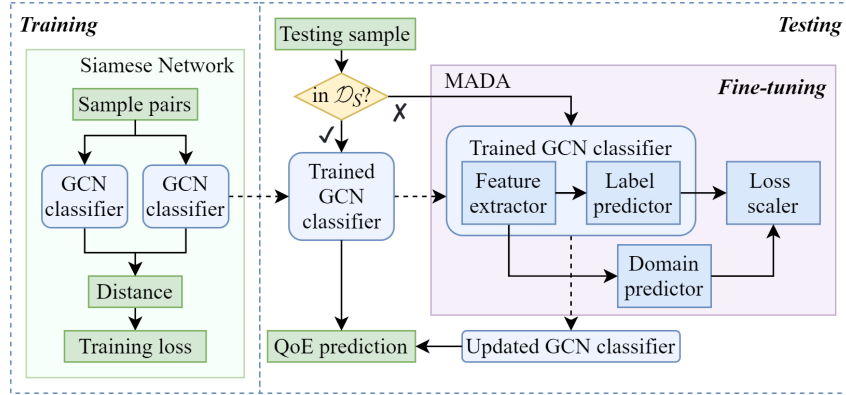 Training
Siamese Network
Sample pairs
GCN
classifier
GCN
classifier
Distance
Training loss
Testing
Testing sample
in 𝒟_S?
✓
✗
Trained
GCN
classifier
QoE prediction
MADA
Fine-tuning
Trained GCN classifier
Feature
extractor
Label
predictor
Loss
scaler
Domain
predictor
Updated GCN classifier